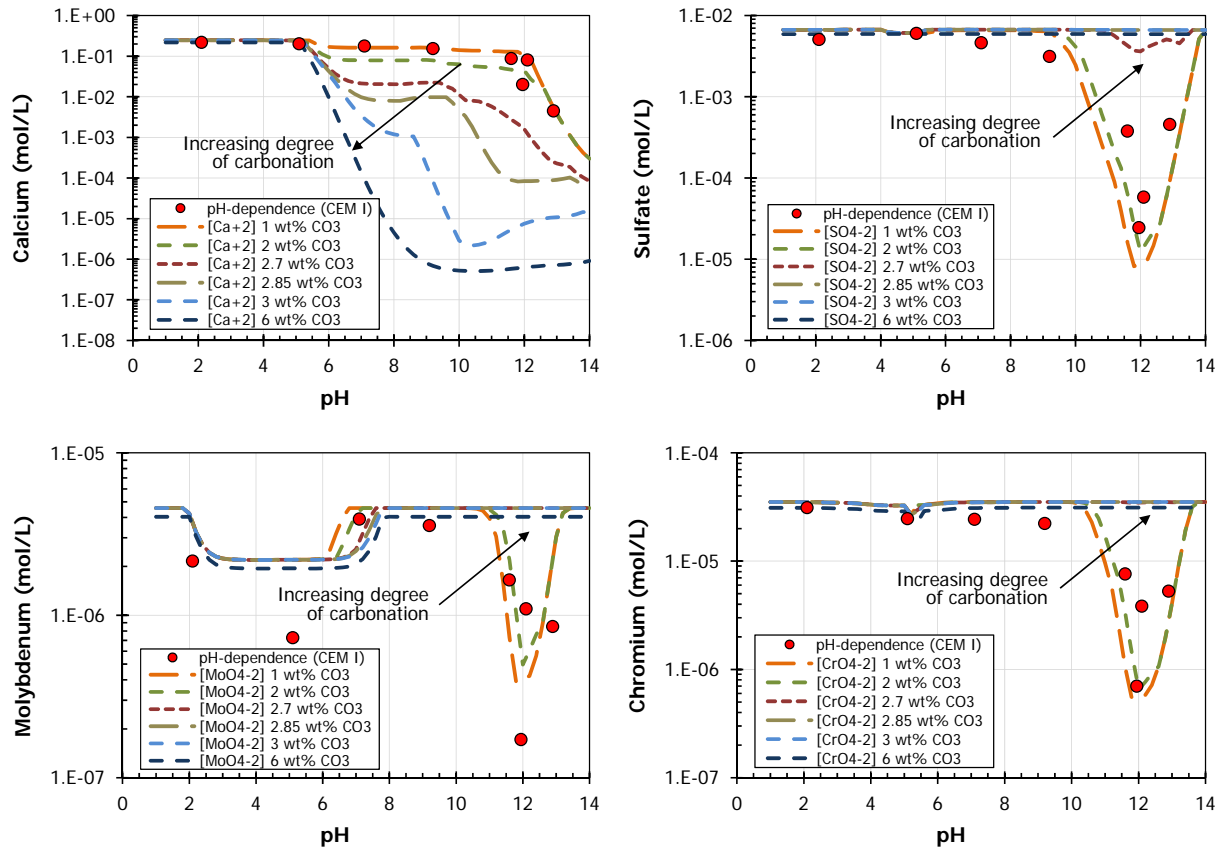 1.E+00
1.E-01
1.E-02
1.E-03
1.E-04
1.E-05
1.E-06
1.E-07
1.E-08
Calcium (mol/L)
Increasing degree
of carbonation
pH-dependence (CEM I)
[Ca+2] 1 wt% CO3
[Ca+2] 2 wt% CO3
[Ca+2] 2.7 wt% CO3
[Ca+2] 2.85 wt% CO3
[Ca+2] 3 wt% CO3
[Ca+2] 6 wt% CO3
0 2 4 6 8 10 12 14
pH
1.E-02
1.E-03
1.E-04
1.E-05
1.E-06
Sulfate (mol/L)
Increasing degree
of carbonation
pH-dependence (CEM I)
[SO4-2] 1 wt% CO3
[SO4-2] 2 wt% CO3
[SO4-2] 2.7 wt% CO3
[SO4-2] 2.85 wt% CO3
[SO4-2] 3 wt% CO3
[SO4-2] 6 wt% CO3
0 2 4 6 8 10 12 14
pH
1.E-05
1.E-06
1.E-07
Molybdenum (mol/L)
Increasing degree
of carbonation
pH-dependence (CEM I)
[MoO4-2] 1 wt% CO3
[MoO4-2] 2 wt% CO3
[MoO4-2] 2.7 wt% CO3
[MoO4-2] 2.85 wt% CO3
[MoO4-2] 3 wt% CO3
[MoO4-2] 6 wt% CO3
0 2 4 6 8 10 12 14
pH
1.E-04
1.E-05
1.E-06
1.E-07
Chromium (mol/L)
Increasing degree
of carbonation
pH-dependence (CEM I)
[CrO4-2] 1 wt% CO3
[CrO4-2] 2 wt% CO3
[CrO4-2] 2.7 wt% CO3
[CrO4-2] 2.85 wt% CO3
[CrO4-2] 3 wt% CO3
[CrO4-2] 6 wt% CO3
0 2 4 6 8 10 12 14
pH